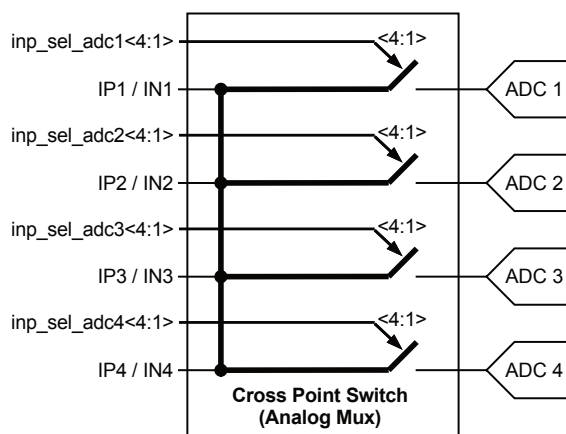 inp_sel_adc1<4:1>
<4:1>
IP1 / IN1
ADC 1
inp_sel_adc2<4:1>
<4:1>
IP2 / IN2
ADC 2
inp_sel_adc3<4:1>
<4:1>
IP3 / IN3
ADC 3
inp_sel_adc4<4:1>
<4:1>
IP4 / IN4
ADC 4
Cross Point Switch
(Analog Mux)